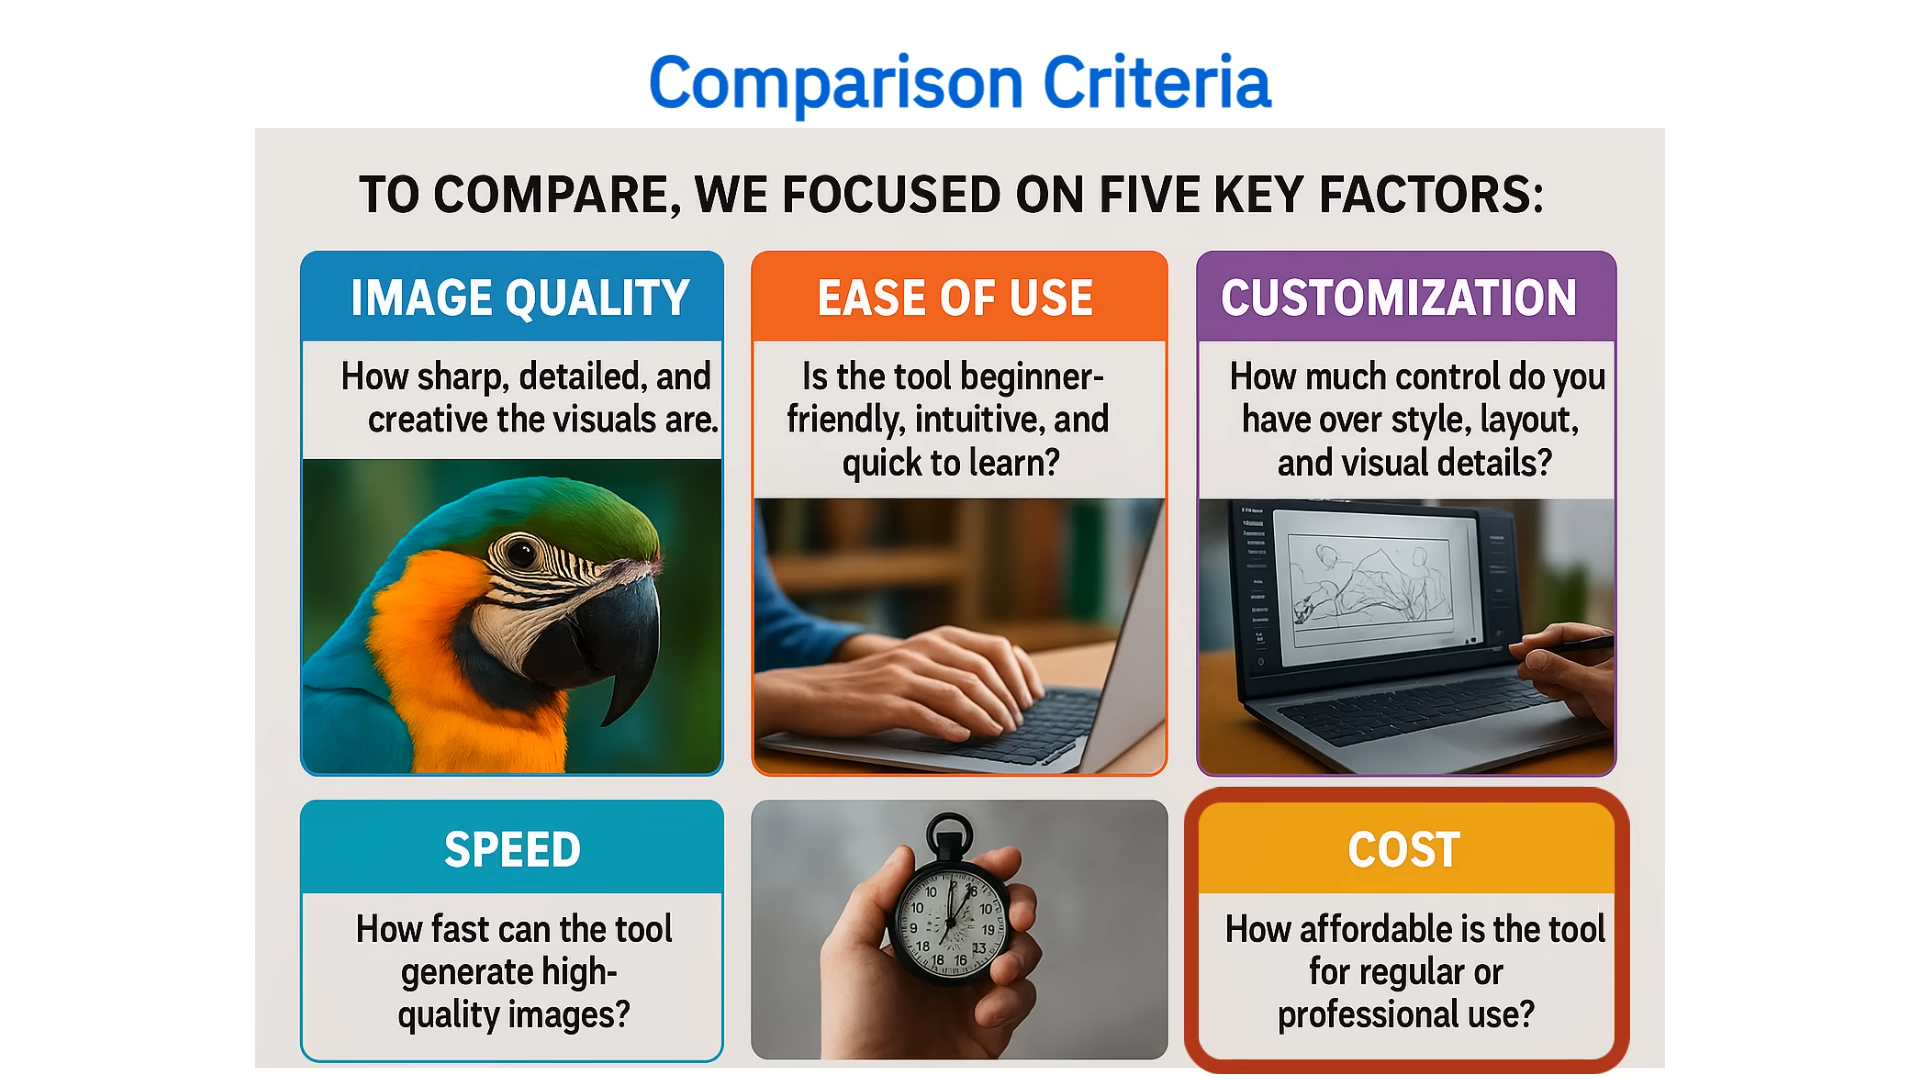 Comparison Criteria
TO COMPARE, WE FOCUSED ON FIVE KEY FACTORS:
IMAGE QUALITY
How sharp, detailed, and
creative the visuals are.
EASE OF USE
Is the tool beginner-
friendly, intuitive, and
quick to learn?
CUSTOMIZATION
How much control do you
have over style, layout,
and visual details?
SPEED
How fast can the tool
generate high-
quality images?
COST
How affordable is the tool
for regular or
professional use?